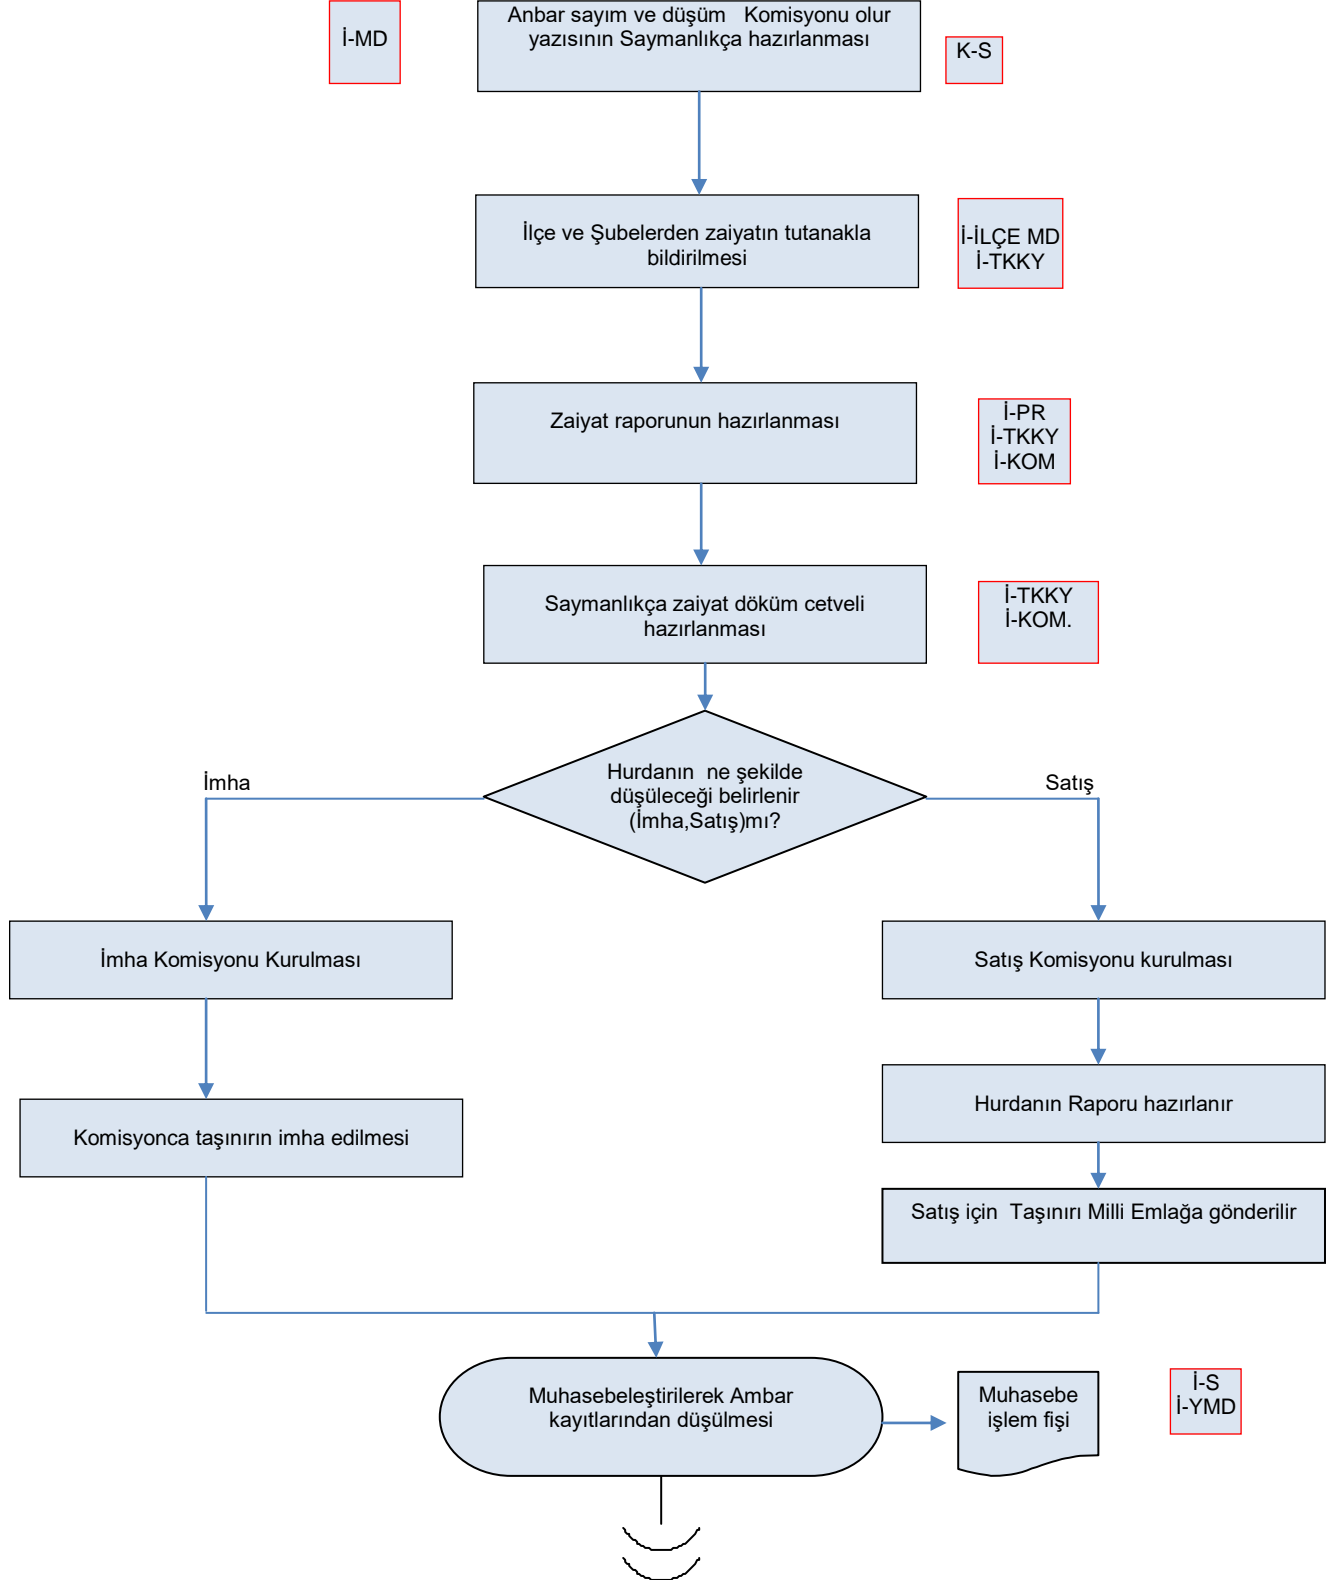 İ-MD
Anbar sayım ve düşüm   Komisyonu olur
yazısının Saymanlıkça hazırlanması
K-S
İlçe ve Şubelerden zaiyatın tutanakla
bildirilmesi
İ-İLÇE MD
İ-TKKY
Zaiyat raporunun hazırlanması
İ-PR
İ-TKKY
İ-KOM
Saymanlıkça zaiyat döküm cetveli
hazırlanması
İ-TKKY
İ-KOM.
İmha
Hurdanın  ne şekilde
düşüleceği belirlenir
(İmha,Satış)mı?
Satış
İmha Komisyonu Kurulması
Satış Komisyonu kurulması
Komisyonca taşınırın imha edilmesi
Hurdanın Raporu hazırlanır
Satış için  Taşınırı Milli Emlağa gönderilir
Muhasebeleştirilerek Ambar
kayıtlarından düşülmesi
Muhasebe
işlem fişi
İ-S
İ-YMD